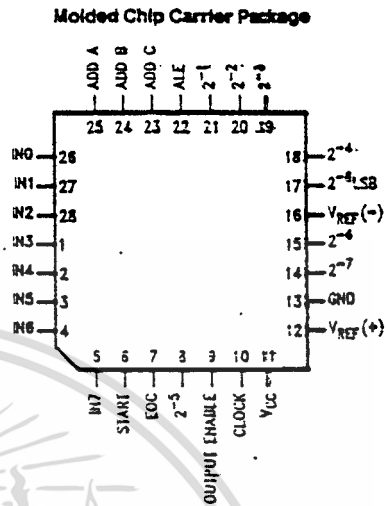 Molded Chip Carrier Package
ADD A
ADD B
ADD C
ALE
2-1
2-2
2-3
25 24 23 22 21 20 19
IN0 26
IN1 27
IN2 28
IN3 1
IN4 2
IN5 3
IN6 4
18 2-4
17 2-8LSB
16 VREF(-)
15 2-6
14 2-7
13 GND
12 VREF(+)
5 6 7 8 9 10 11
IN7
START
EOC
2-5
OUTPUT ENABLE
CLOCK
VCC